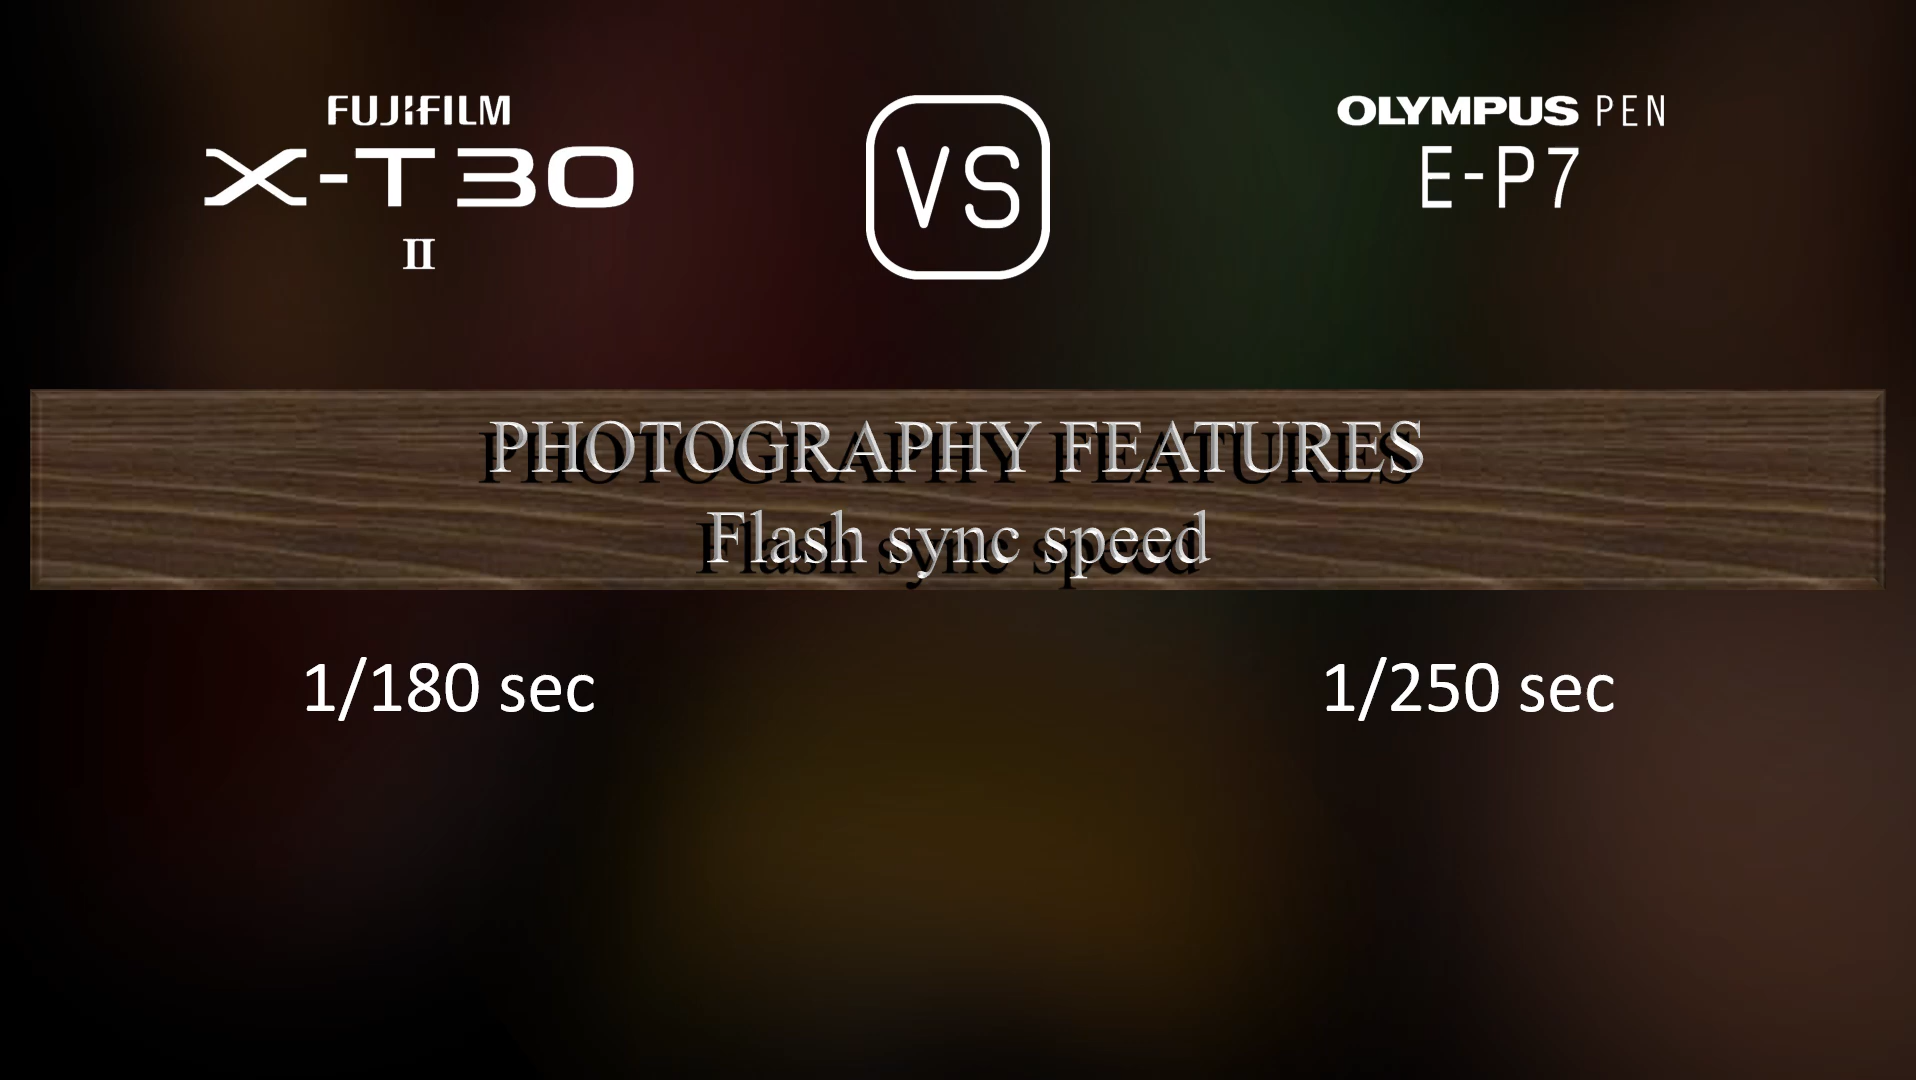 FUJIFILM
X-T30
II
VS
OLYMPUS PEN
E-P7
PHOTOGRAPHY FEATURES
Flash sync speed
1/180 sec
1/250 sec